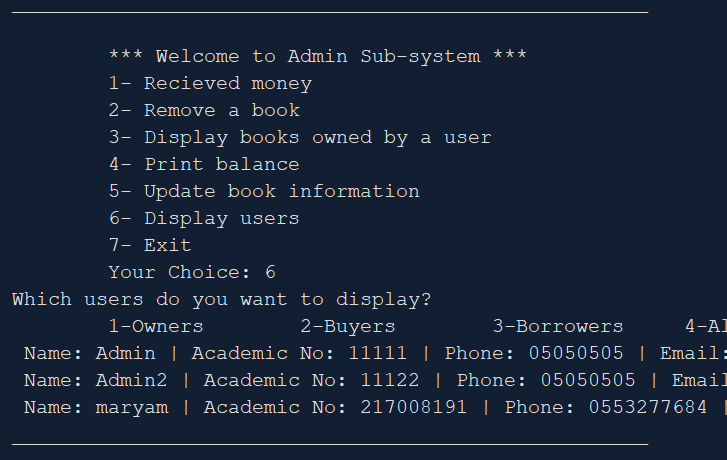 *** Welcome to Admin Sub-system ***
1- Recieved money
2- Remove a book
3- Display books owned by a user
4- Print balance
5- Update book information
6- Display users
7- Exit
Your Choice: 6
Which users do you want to display?
1-Owners 2-Buyers 3-Borrowers 4-Al
Name: Admin | Academic No: 11111 | Phone: 05050505 | Email:
Name: Admin2 | Academic No: 11122 | Phone: 05050505 | Email
Name: maryam | Academic No: 217008191 | Phone: 0553277684 |